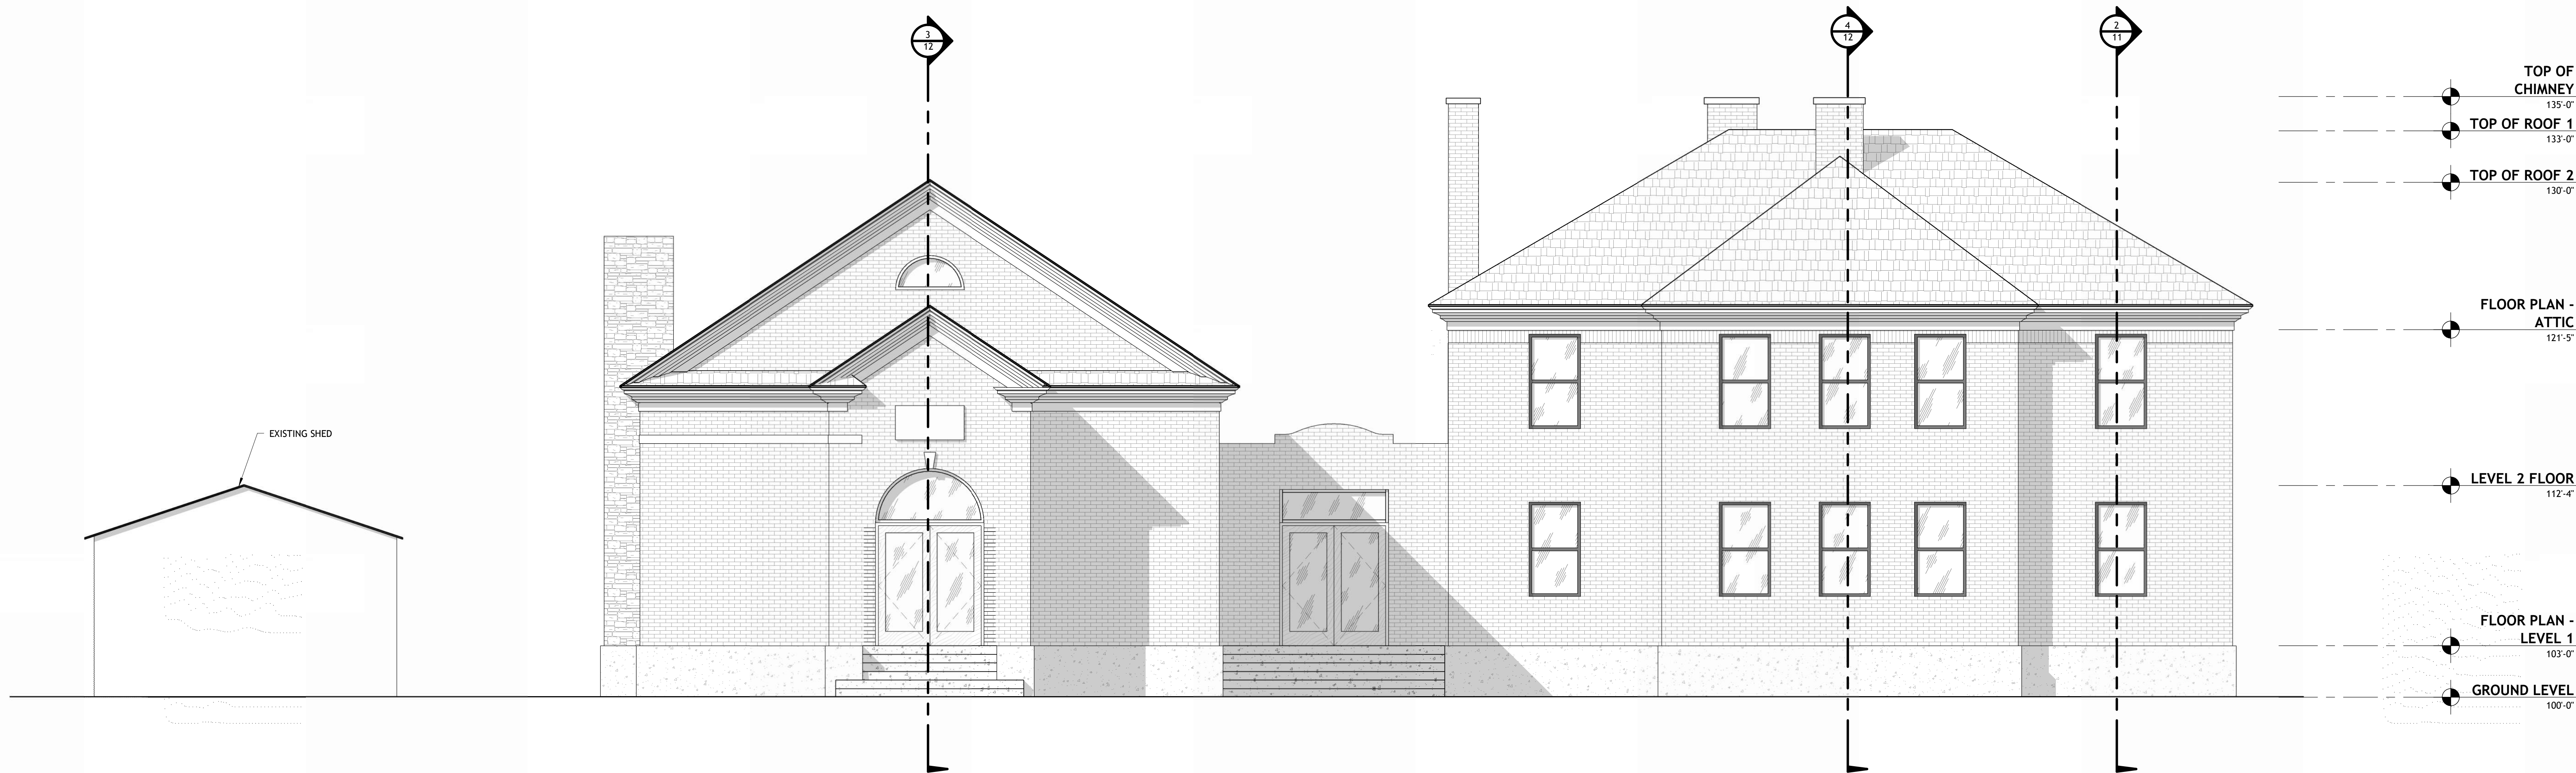 3
12
4
12
2
11
TOP OF
CHIMNEY
135'-0"
TOP OF ROOF 1
133'-0"
TOP OF ROOF 2
130'-0"
FLOOR PLAN -
ATTIC
121'-5"
EXISTING SHED
LEVEL 2 FLOOR
112'-4"
FLOOR PLAN -
LEVEL 1
103'-0"
GROUND LEVEL
100'-0"